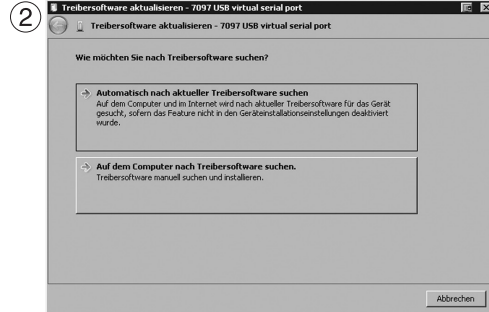 ②
Treibersoftware aktualisieren - 7097 USB virtual serial port
Treibersoftware aktualisieren - 7097 USB virtual serial port
Wie möchten Sie nach Treibersoftware suchen?
Automatisch nach aktueller Treibersoftware suchen
Auf dem Computer und im Internet wird nach aktueller Treibersoftware für das Gerät
gesucht, sofern das Feature nicht in den Geräteinstallationseinstellungen deaktiviert
wurde.
Auf dem Computer nach Treibersoftware suchen.
Treibersoftware manuell suchen und installieren.
Abbrechen